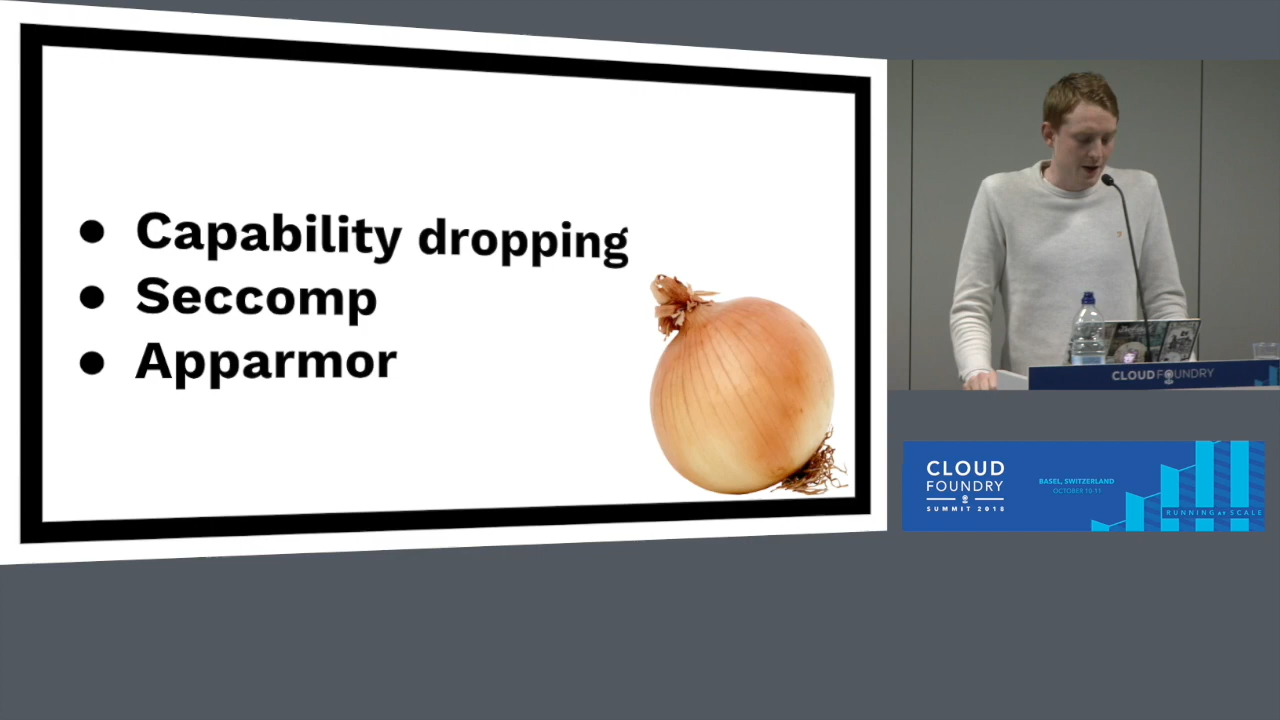 ● Capability dropping
● Seccomp
● Apparmor
CLOUD FOUNDRY
CLOUD
FOUNDRY
SUMMIT 2018
BASEL, SWITZERLAND
OCTOBER 10-11
RUNNING AT SCALE